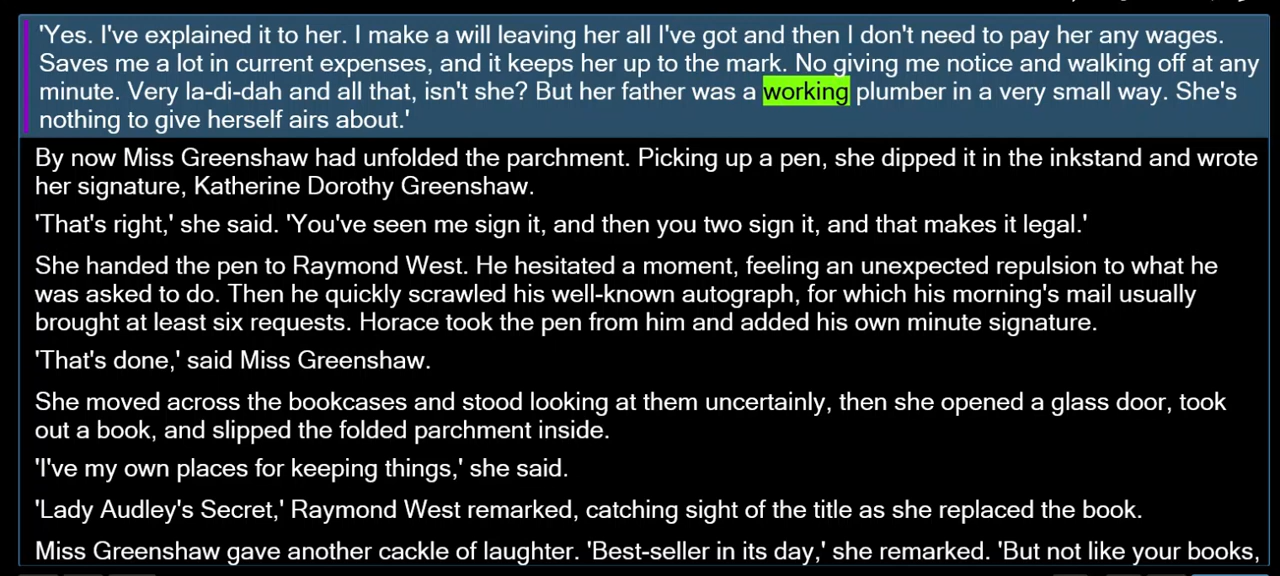 'Yes. I've explained it to her. I make a will leaving her all I've got and then I don't need to pay her any wages.
Saves me a lot in current expenses, and it keeps her up to the mark. No giving me notice and walking off at any
minute. Very la-di-dah and all that, isn't she? But her father was a working plumber in a very small way. She's
nothing to give herself airs about.'
By now Miss Greenshaw had unfolded the parchment. Picking up a pen, she dipped it in the inkstand and wrote
her signature, Katherine Dorothy Greenshaw.
'That's right,' she said. 'You've seen me sign it, and then you two sign it, and that makes it legal.'
She handed the pen to Raymond West. He hesitated a moment, feeling an unexpected repulsion to what he
was asked to do. Then he quickly scrawled his well-known autograph, for which his morning's mail usually
brought at least six requests. Horace took the pen from him and added his own minute signature.
'That's done,' said Miss Greenshaw.
She moved across the bookcases and stood looking at them uncertainly, then she opened a glass door, took
out a book, and slipped the folded parchment inside.
'I've my own places for keeping things,' she said.
'Lady Audley's Secret,' Raymond West remarked, catching sight of the title as she replaced the book.
Miss Greenshaw gave another cackle of laughter. 'Best-seller in its day,' she remarked. 'But not like your books,